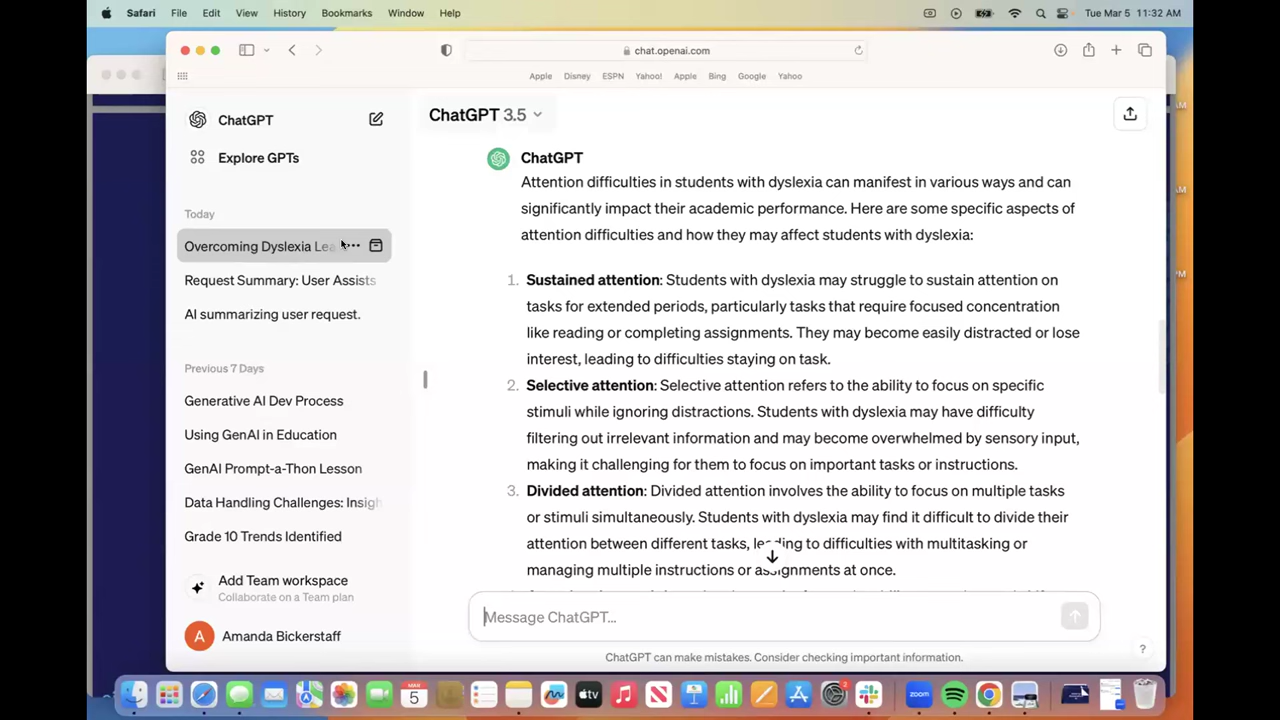 Safari File Edit View History Bookmarks Window Help Tue Mar 5 11:32 AM
chat.openai.com
Apple Disney ESPN Yahoo! Apple Bing Google Yahoo
ChatGPT
Explore GPTs
Today
Overcoming Dyslexia Lea
Request Summary: User Assists
AI summarizing user request.
Previous 7 Days
Generative AI Dev Process
Using GenAI in Education
GenAI Prompt-a-Thon Lesson
Data Handling Challenges: Insigh
Grade 10 Trends Identified
Add Team workspace
Collaborate on a Team plan
A Amanda Bickerstaff
ChatGPT 3.5
ChatGPT
Attention difficulties in students with dyslexia can manifest in various ways and can
significantly impact their academic performance. Here are some specific aspects of
attention difficulties and how they may affect students with dyslexia:
1. Sustained attention: Students with dyslexia may struggle to sustain attention on
tasks for extended periods, particularly tasks that require focused concentration
like reading or completing assignments. They may become easily distracted or lose
interest, leading to difficulties staying on task.
2. Selective attention: Selective attention refers to the ability to focus on specific
stimuli while ignoring distractions. Students with dyslexia may have difficulty
filtering out irrelevant information and may become overwhelmed by sensory input,
making it challenging for them to focus on important tasks or instructions.
3. Divided attention: Divided attention involves the ability to focus on multiple tasks
or stimuli simultaneously. Students with dyslexia may find it difficult to divide their
attention between different tasks, leading to difficulties with multitasking or
managing multiple instructions or assignments at once.
Message ChatGPT...
ChatGPT can make mistakes. Consider checking important information.
?
AM
AM
PM
MAR
5
tv